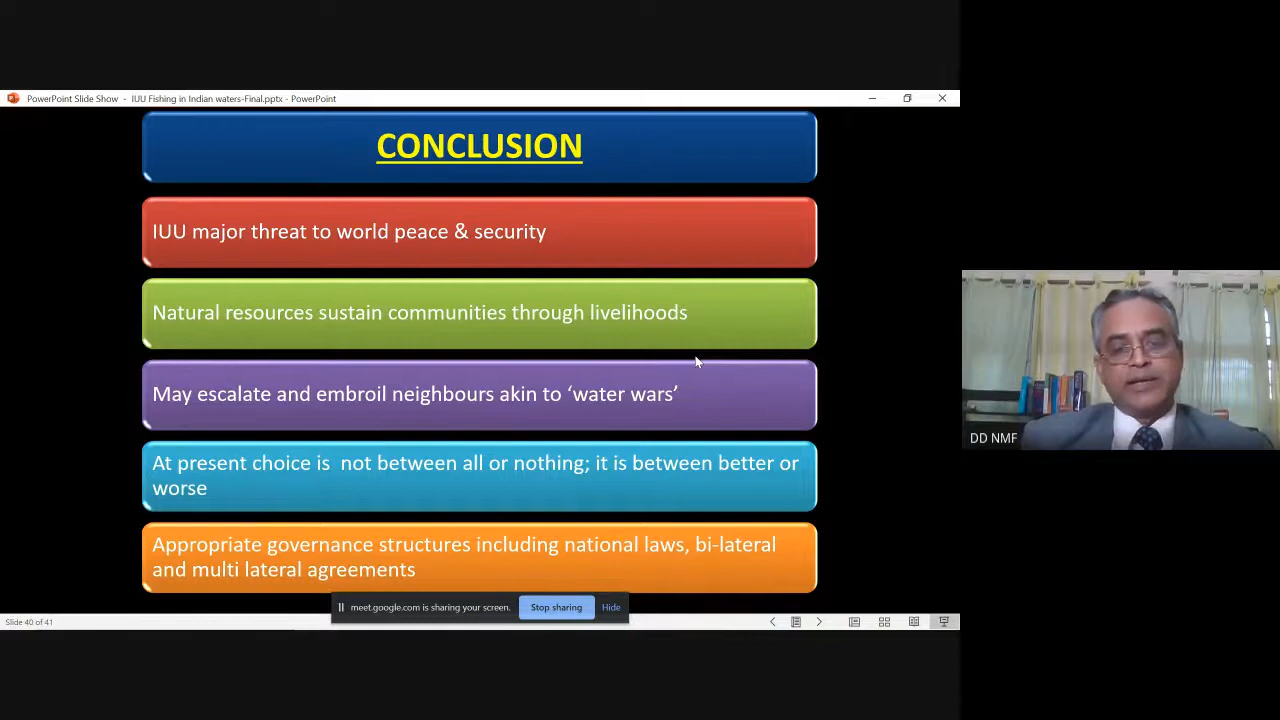 PowerPoint Slide Show - IUU Fishing in Indian waters-Final.pptx - PowerPoint
CONCLUSION
IUU major threat to world peace & security
Natural resources sustain communities through livelihoods
May escalate and embroil neighbours akin to ‘water wars’
At present choice is not between all or nothing; it is between better or
worse
Appropriate governance structures including national laws, bi-lateral
and multi lateral agreements
meet.google.com is sharing your screen.
Stop sharing
Hide
Slide 40 of 41
DD NMF